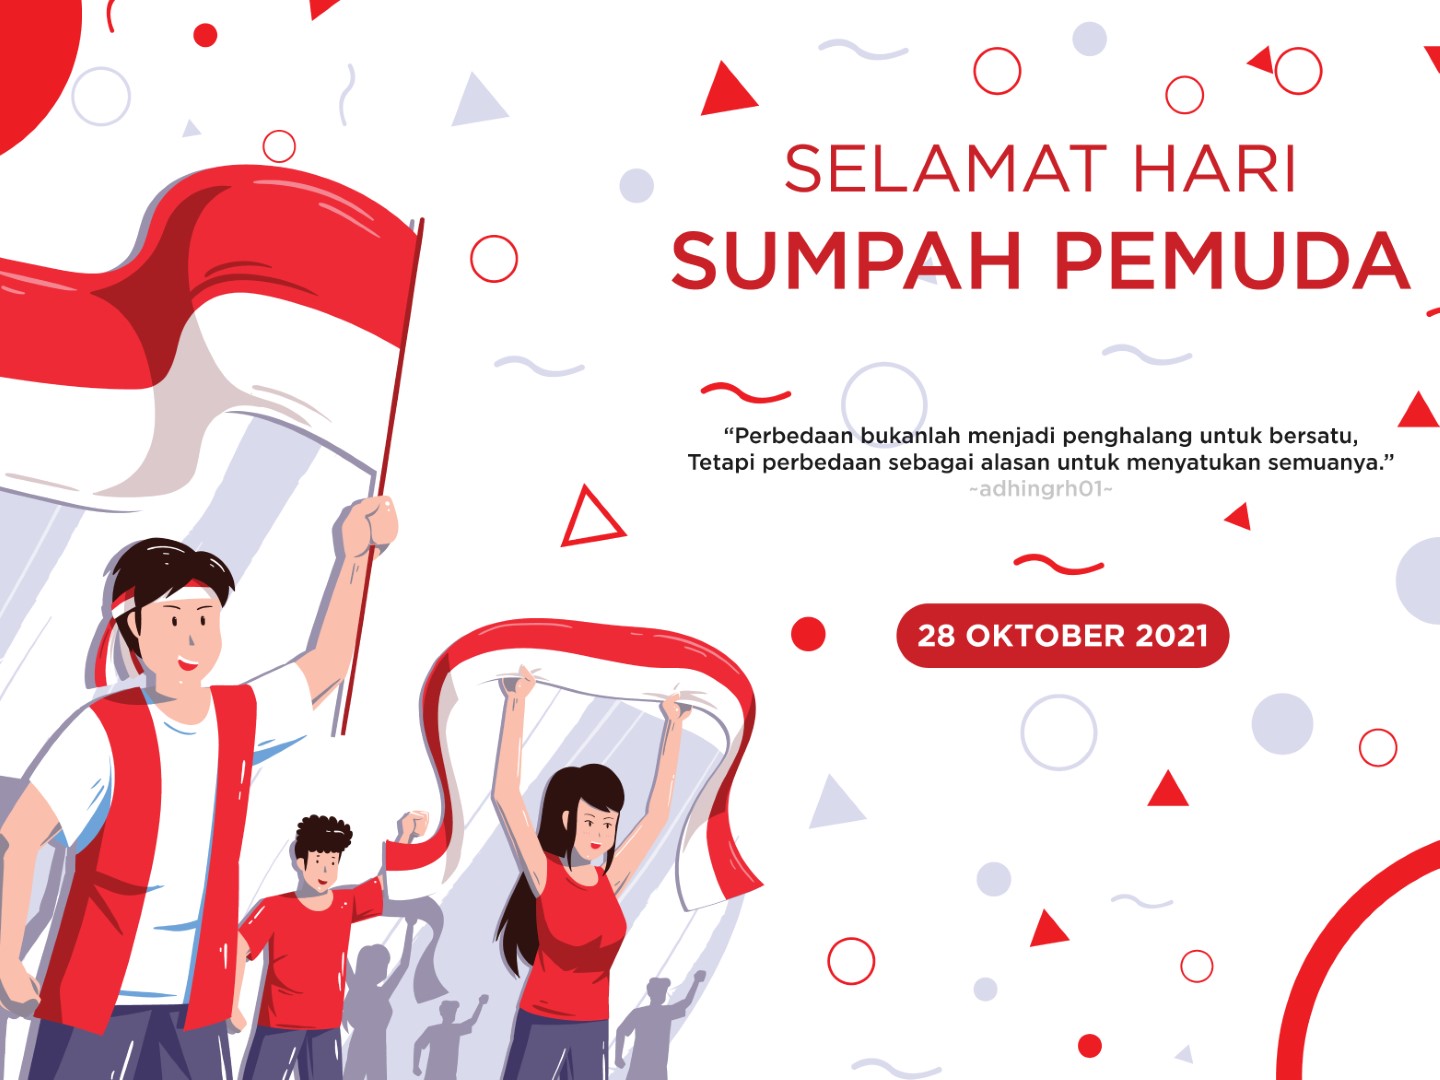 SELAMAT HARI
SUMPAH PEMUDA
“Perbedaan bukanlah menjadi penghalang untuk bersatu,
Tetapi perbedaan sebagai alasan untuk menyatukan semuanya.”
~adhingrh01~
28 OKTOBER 2021